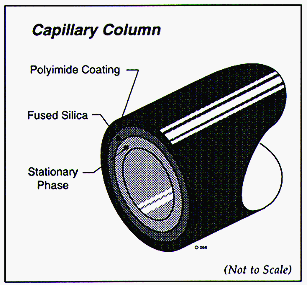 Capillary Column
Polyimide Coating
Fused Silica
Stationary
Phase
(Not to Scale)